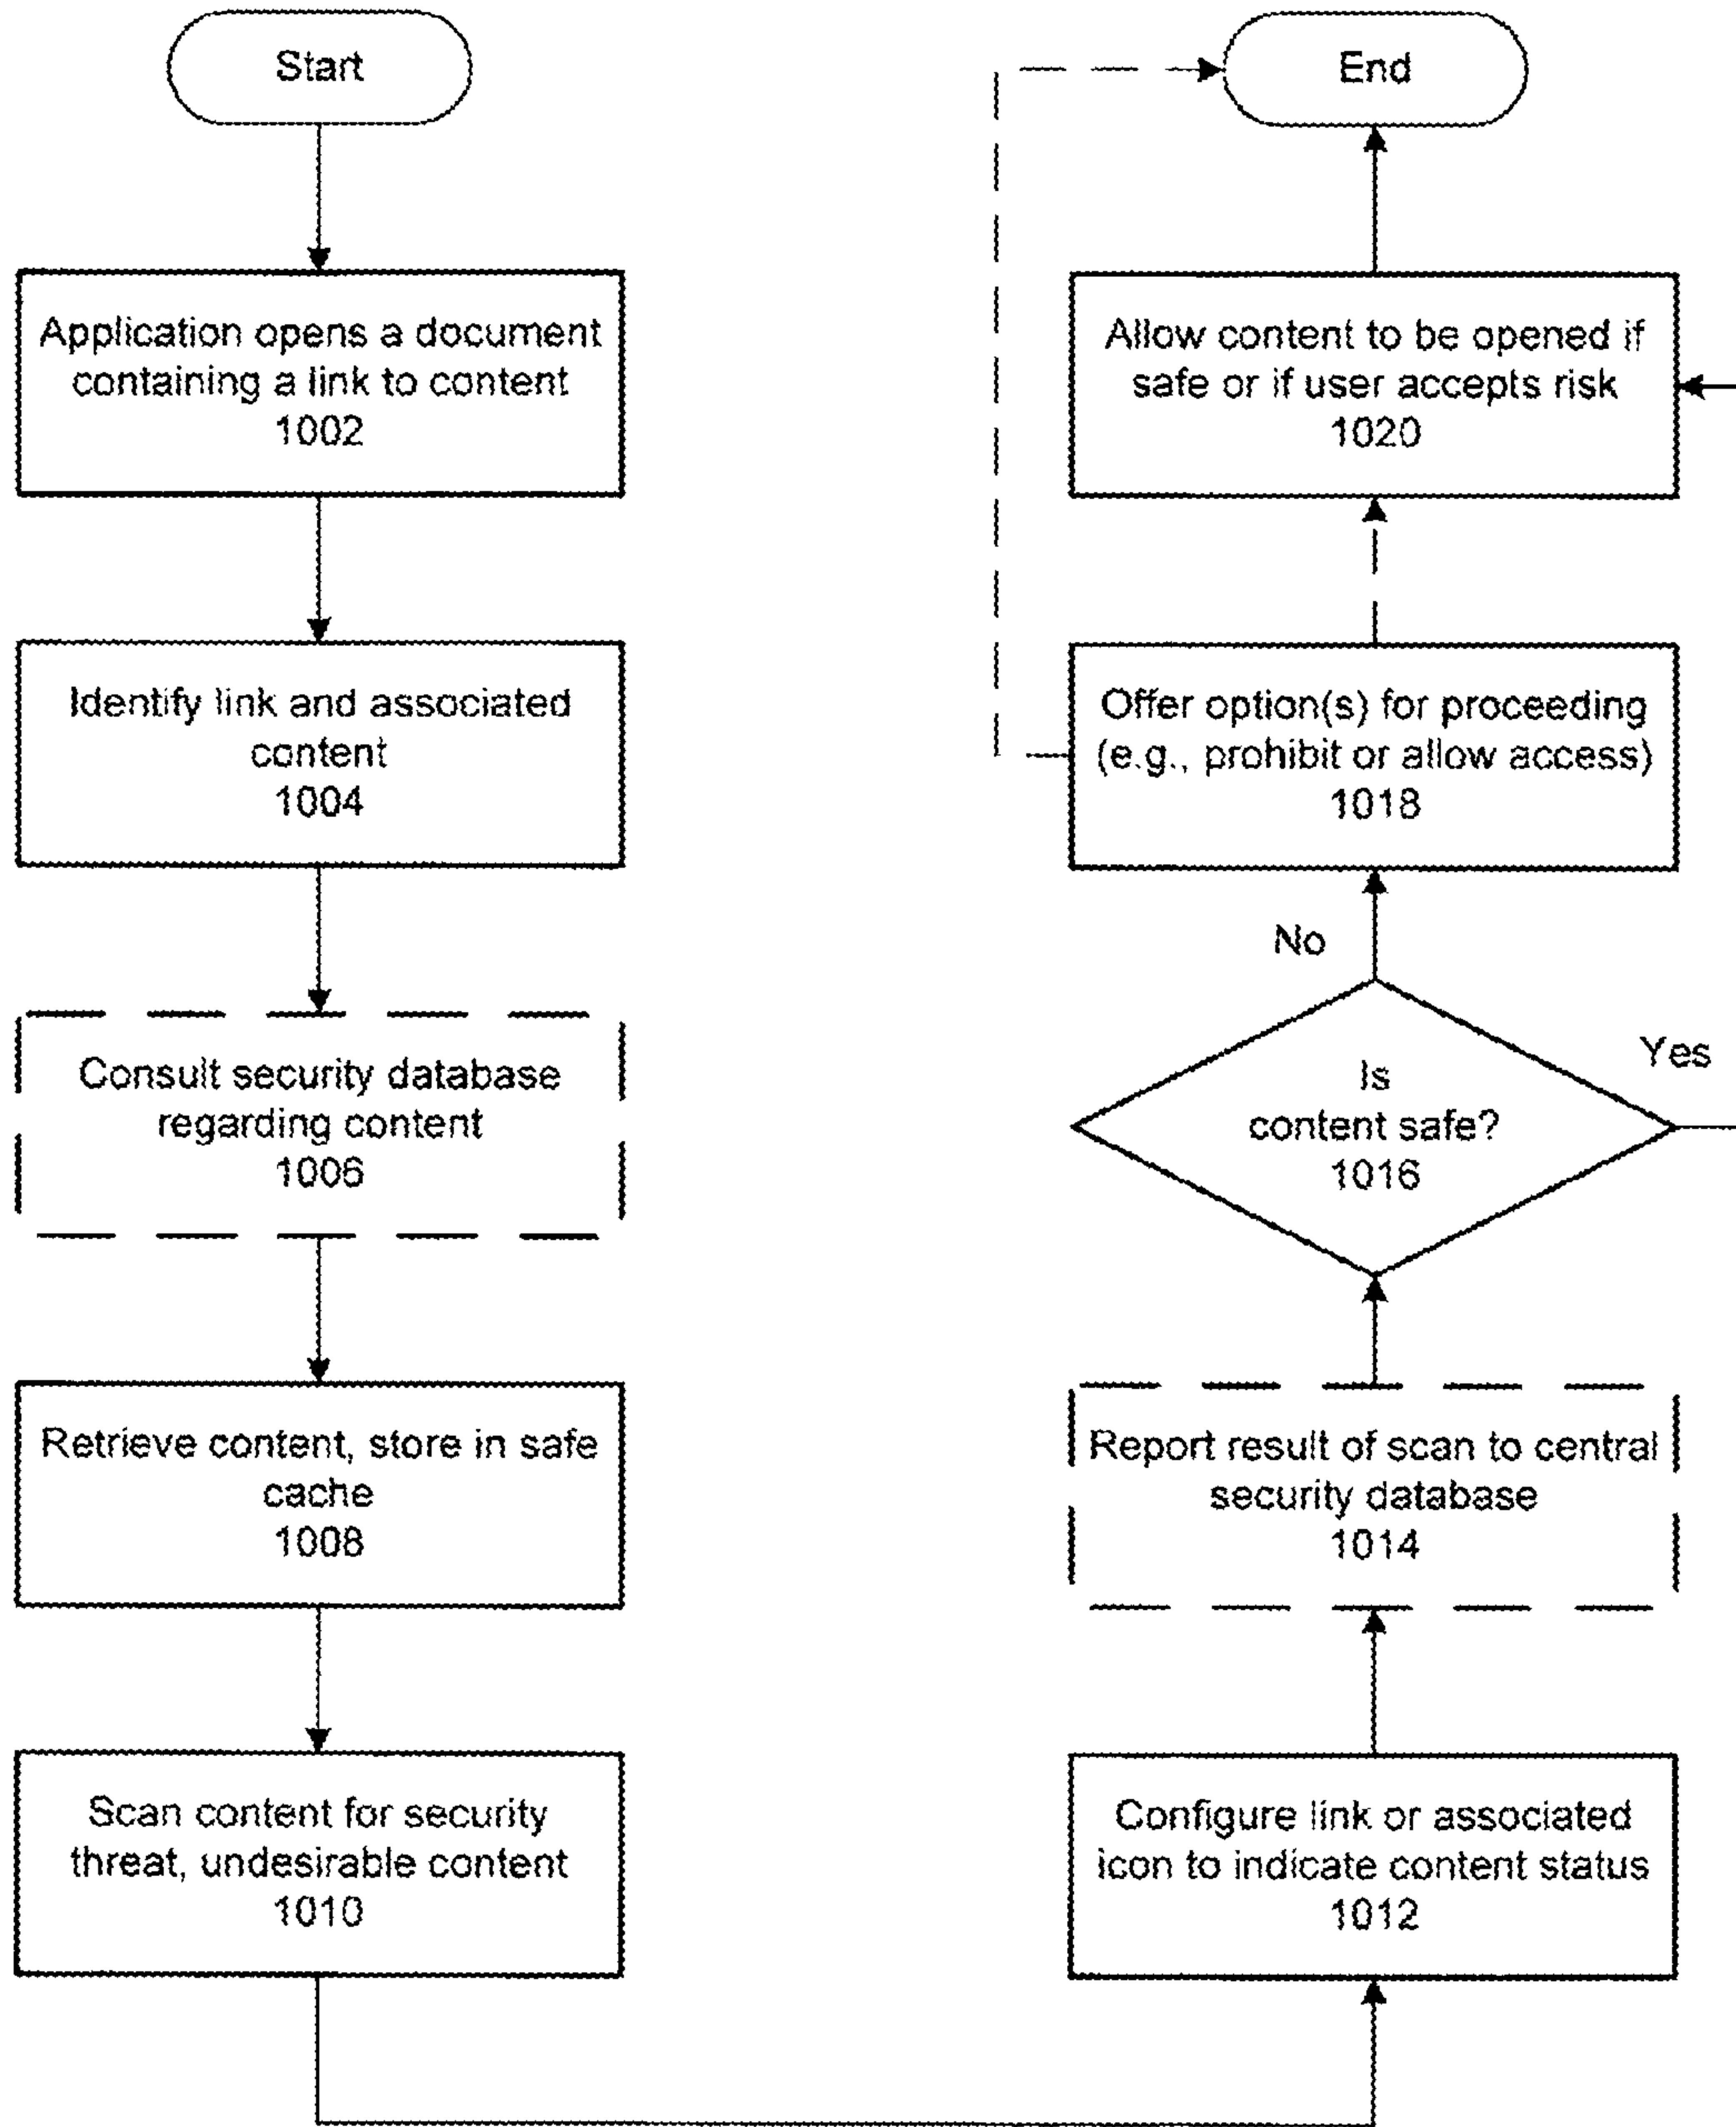 Start
Application opens a document
containing a link to content
1002
Identify link and associated
content
1004
Consult security database
regarding content
1006
Retrieve content, store in safe
cache
1008
Scan content for security
threat, undesirable content
1010
End
Allow content to be opened if
safe or if user accepts risk
1020
Offer option(s) for proceeding
(e.g., prohibit or allow access)
1018
No
Yes
Is
content safe?
1016
Report result of scan to central
security database
1014
Configure link or associated
icon to indicate content status
1012